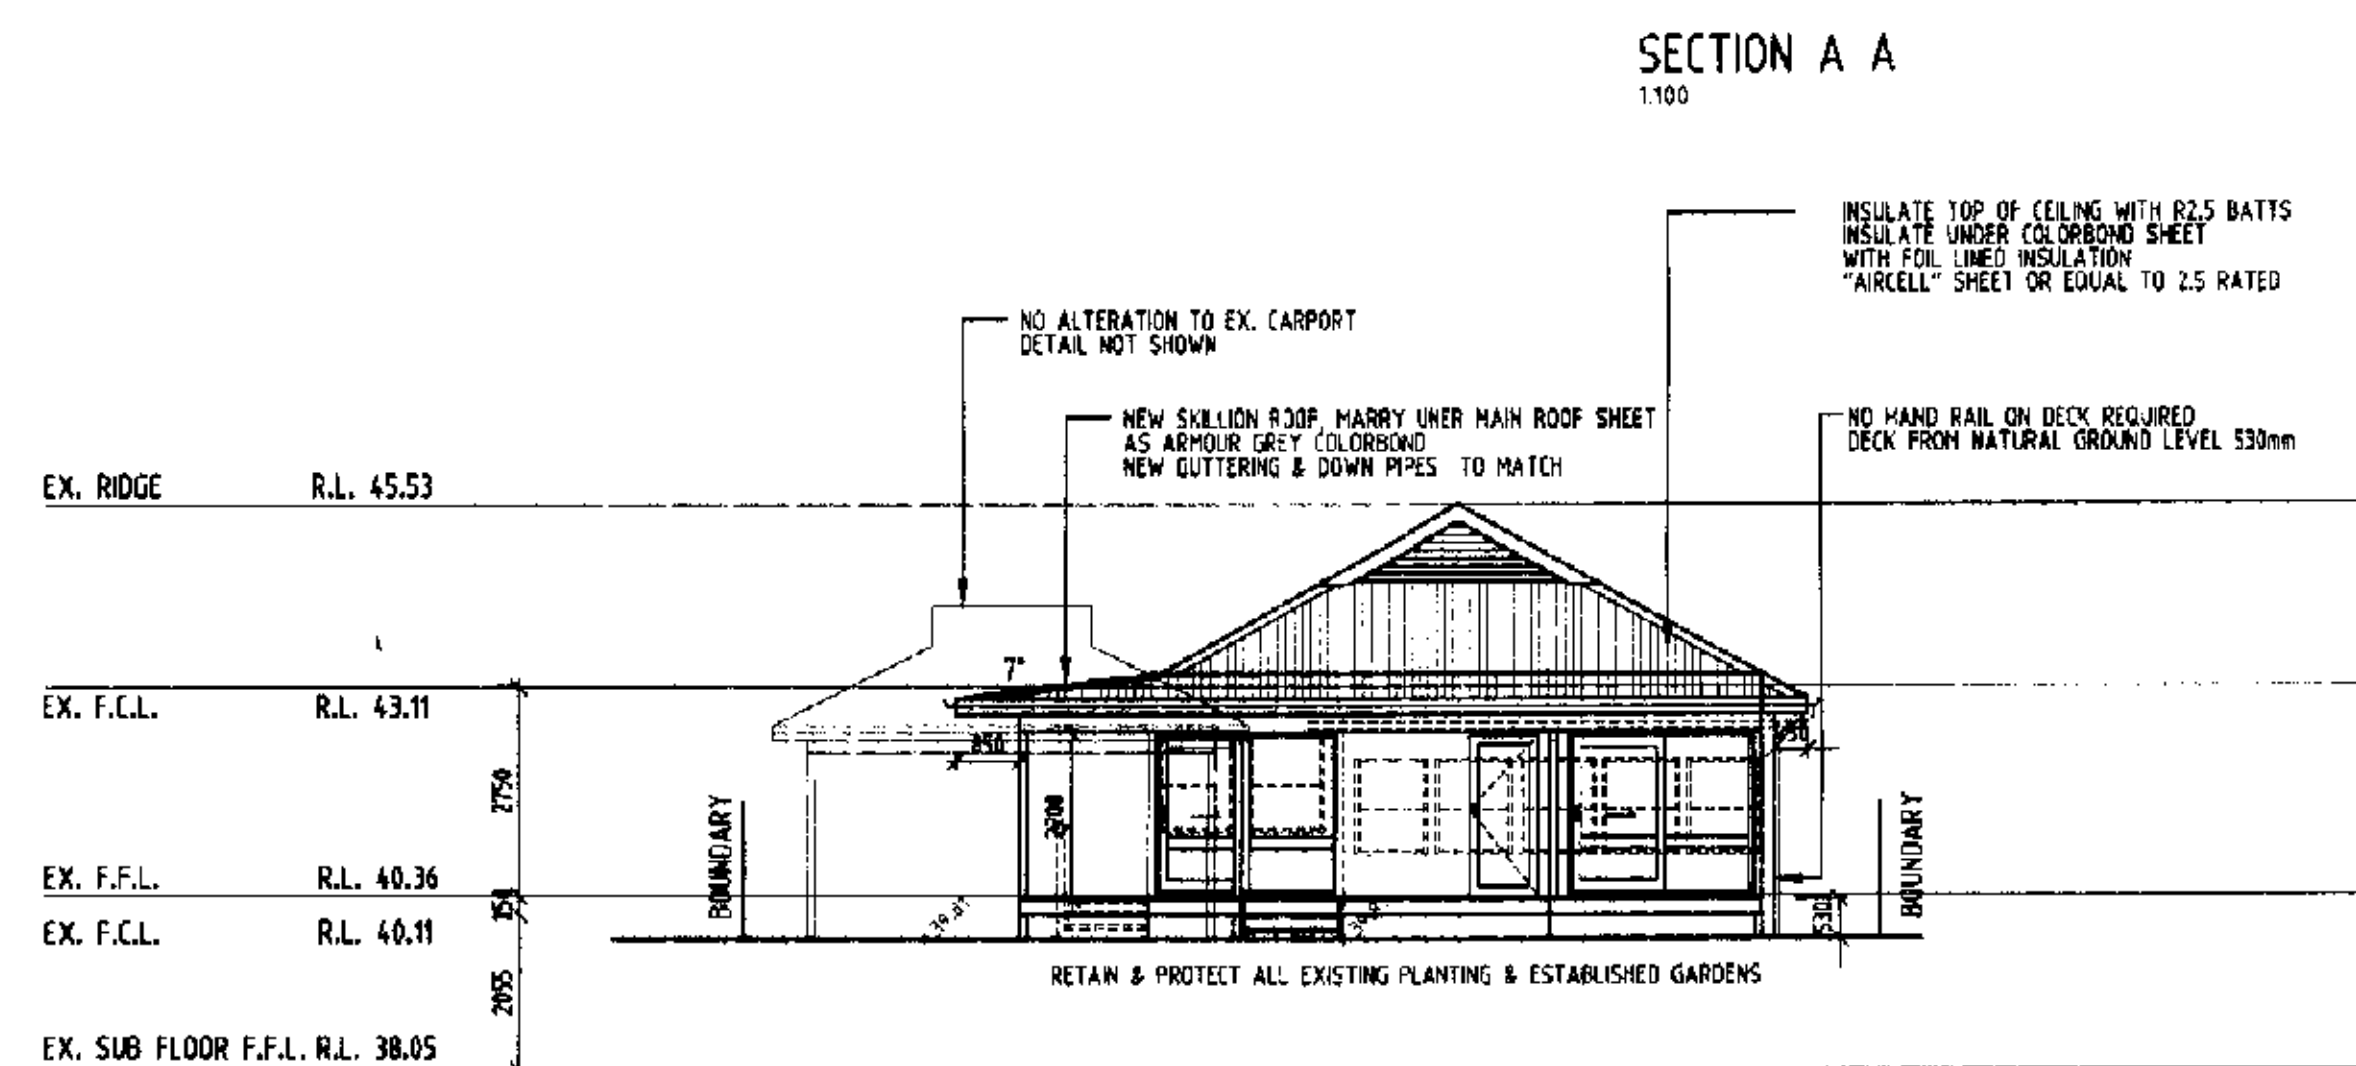 SECTION A A
1:100
INSULATE TOP OF CEILING WITH R2.5 BATTS
INSULATE UNDER COLORBOND SHEET
WITH FOIL LINED INSULATION
"AIRCELL" SHEET OR EQUAL TO 2.5 RATED
NO ALTERATION TO EX. CARPORT
DETAIL NOT SHOWN
NEW SKILLION ROOF, MARRY UNER MAIN ROOF SHEET
AS ARMOUR GREY COLORBOND
NEW GUTTERING & DOWN PIPES TO MATCH
NO HAND RAIL ON DECK REQUIRED
DECK FROM NATURAL GROUND LEVEL 530mm
EX. RIDGE R.L. 45.53
7°
EX. F.C.L. R.L. 43.11
850
2750
2700
BOUNDARY
BOUNDARY
EX. F.F.L. R.L. 40.36
EX. F.C.L. R.L. 40.11
530
RETAIN & PROTECT ALL EXISTING PLANTING & ESTABLISHED GARDENS
2055
EX. SUB FLOOR F.F.L. R.L. 38.05